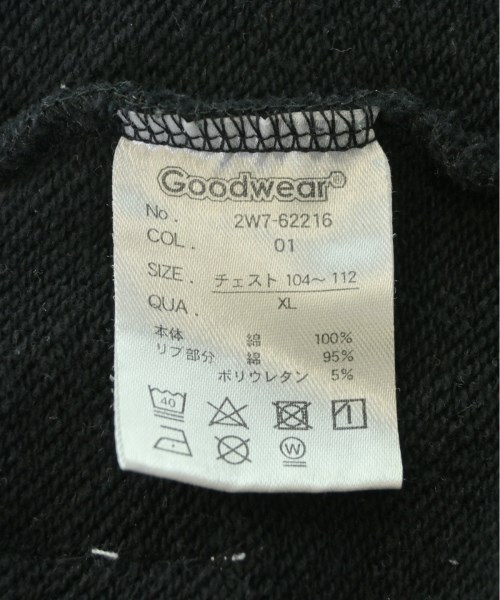 Goodwear®
No. 2W7-62216
COL. 01
SIZE. チェスト 104～112
QUA. XL
本体 綿 100%
リブ部分 綿 95%
ポリウレタン 5%
40
W